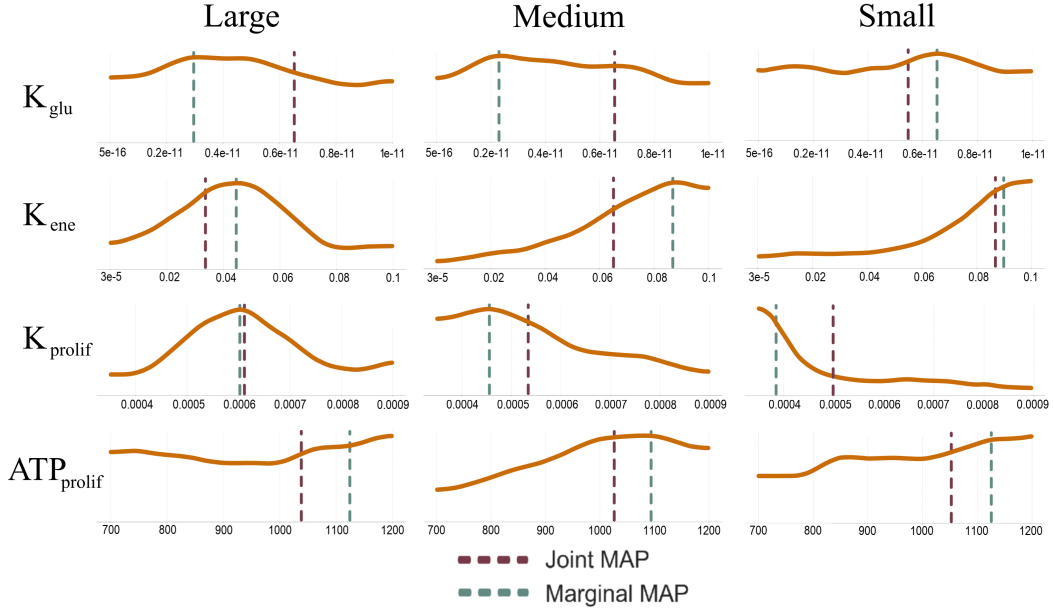 Large Medium Small
K glu
5e-16 0.2e-11 0.4e-11 0.6e-11 0.8e-11 1e-11 5e-16 0.2e-11 0.4e-11 0.6e-11 0.8e-11 1e-11 5e-16 0.2e-11 0.4e-11 0.6e-11 0.8e-11 1e-11
K ene
3e-5 0.02 0.04 0.06 0.08 0.1 3e-5 0.02 0.04 0.06 0.08 0.1 3e-5 0.02 0.04 0.06 0.08 0.1
K prolif
0.0004 0.0005 0.0006 0.0007 0.0008 0.0009 0.0004 0.0005 0.0006 0.0007 0.0008 0.0009 0.0004 0.0005 0.0006 0.0007 0.0008 0.0009
ATP prolif
700 800 900 1000 1100 1200 700 800 900 1000 1100 1200 700 800 900 1000 1100 1200
Joint MAP
Marginal MAP